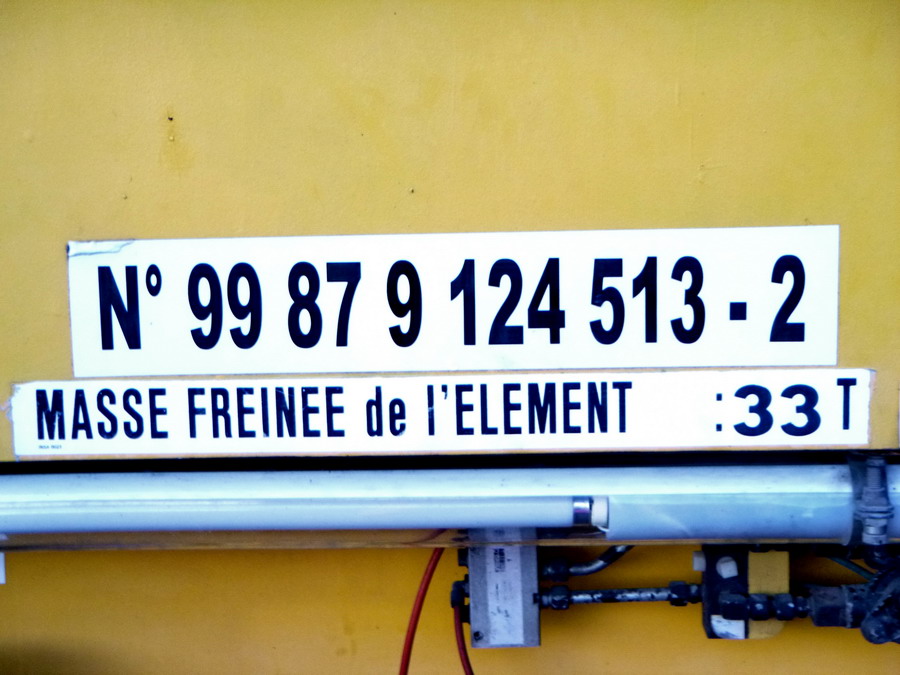 N° 99 87 9 124 513 - 2
MASSE FREINEE de l'ELEMENT : 33 T